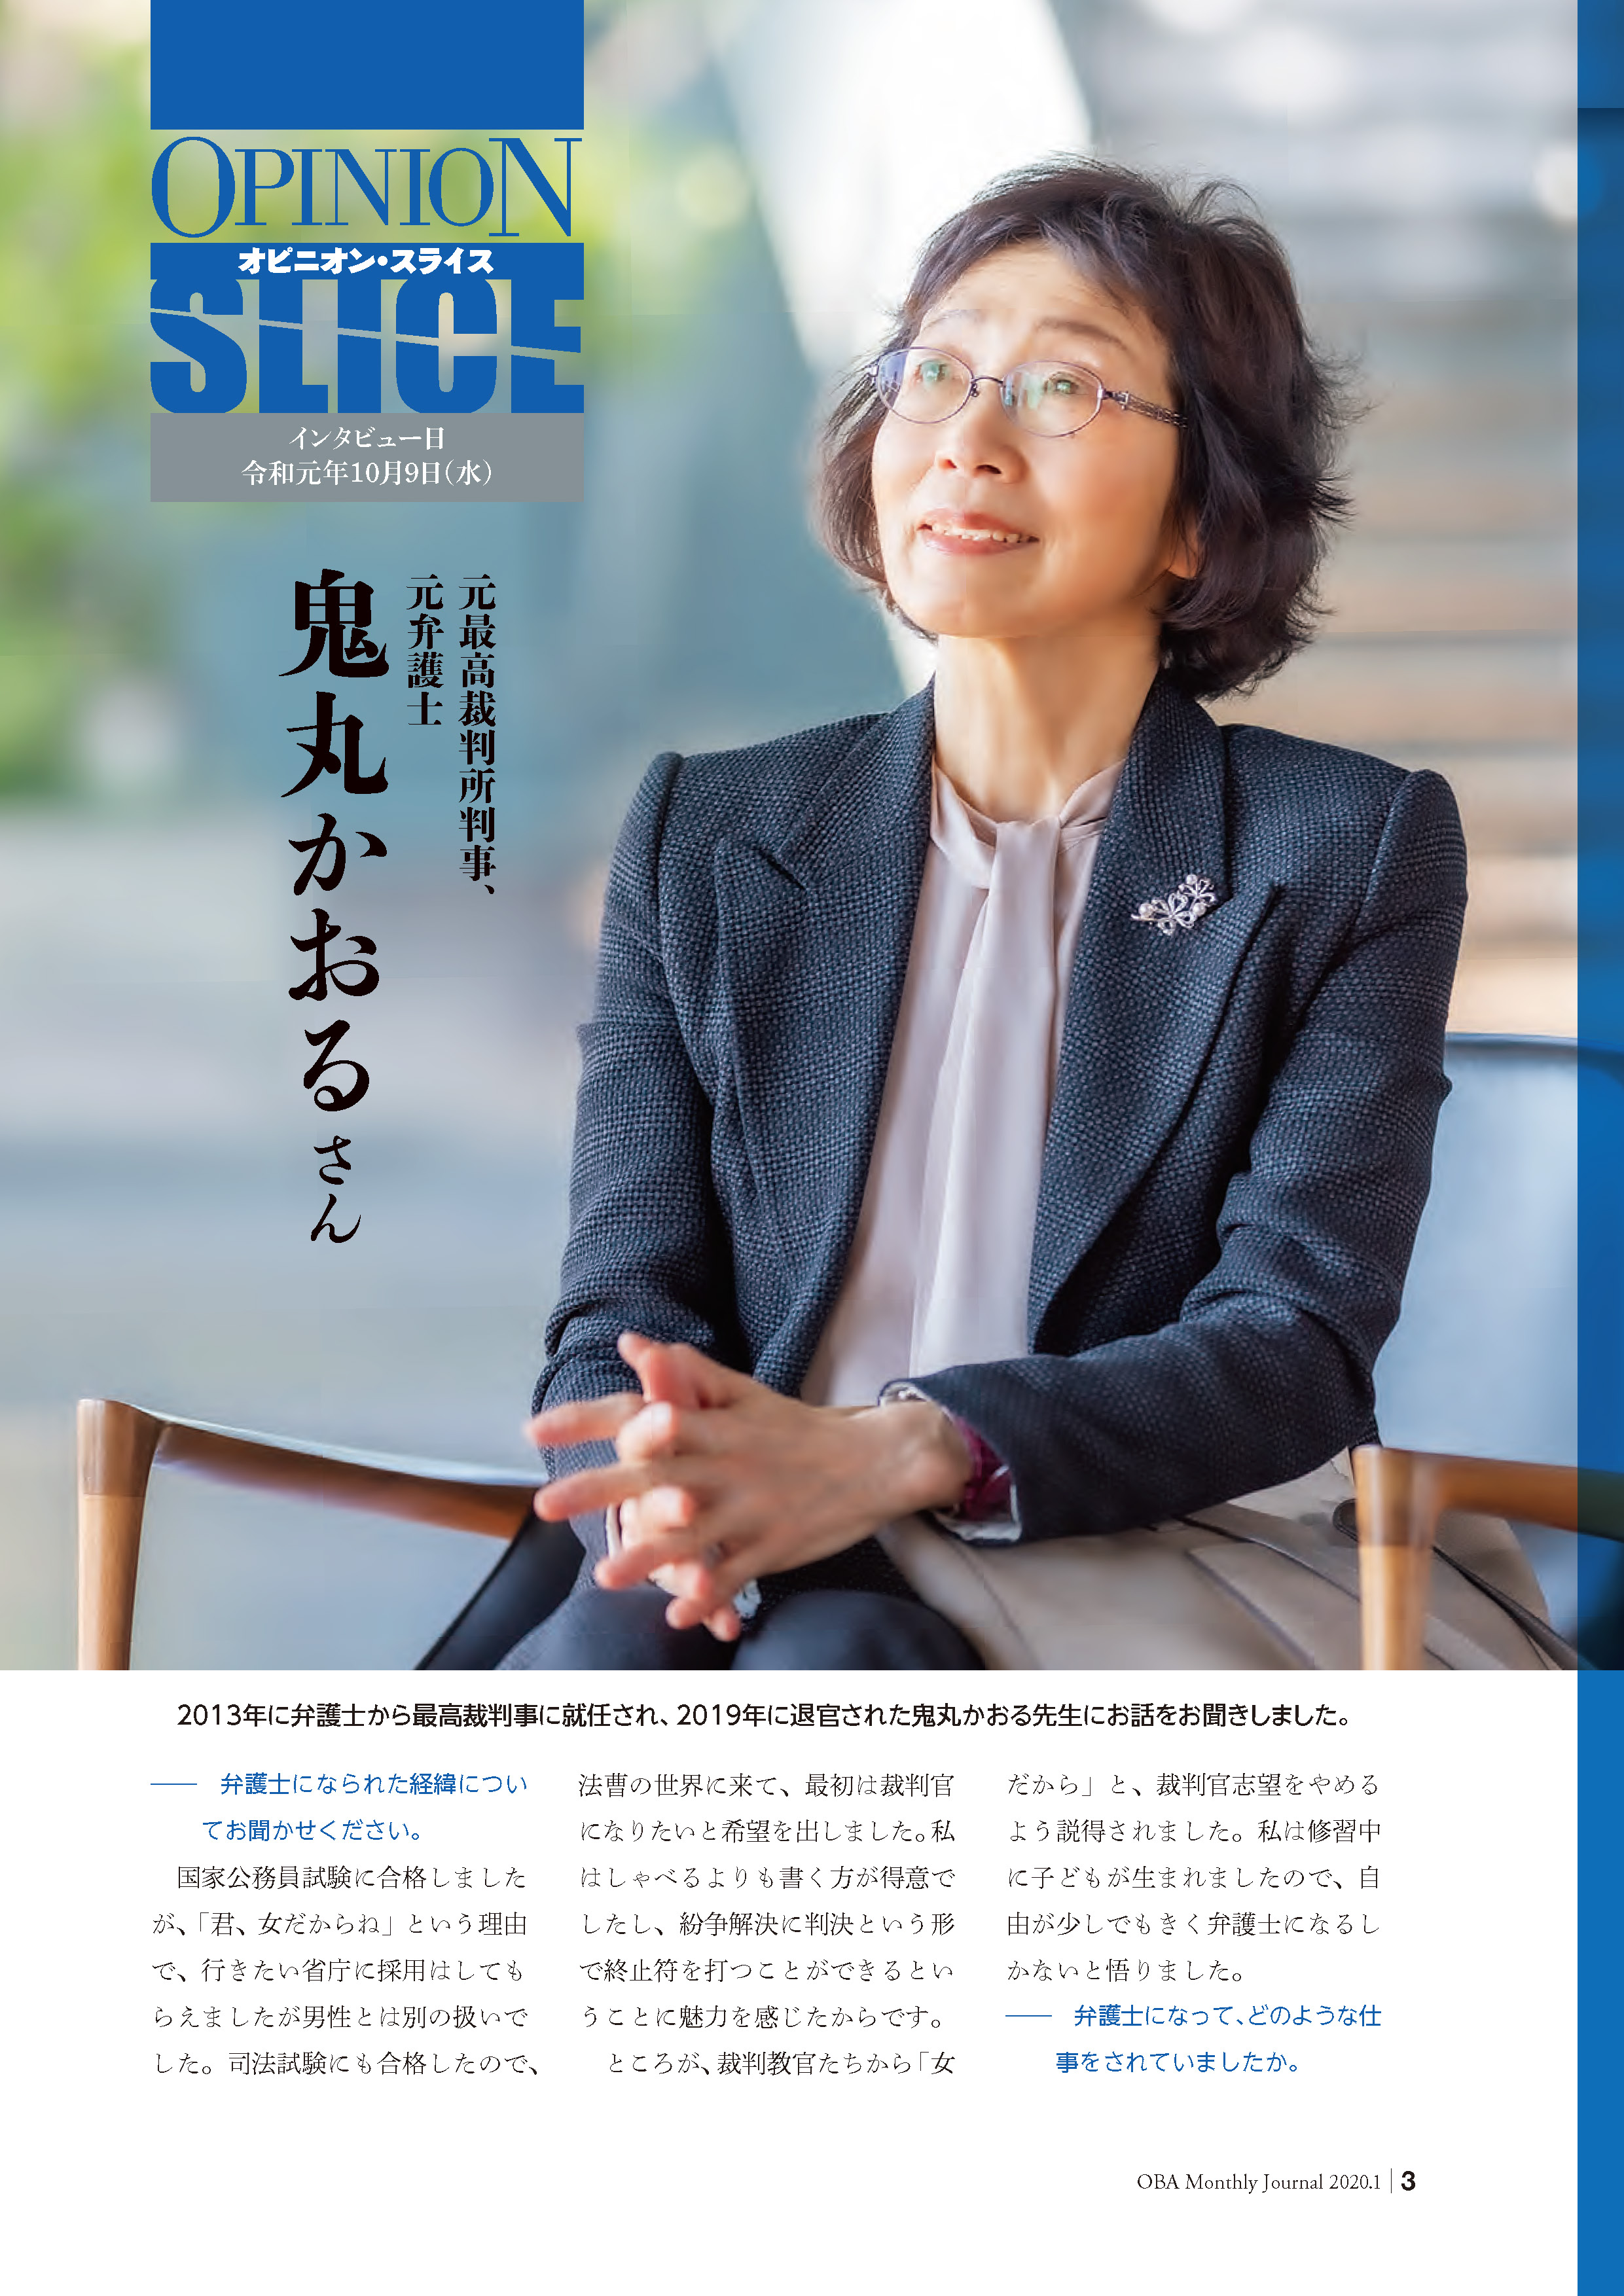 OPINION
オピニオン・スライス
SLICE
インタビュー日
令和元年10月9日(水)
元最高裁判所判事、
元弁護士
鬼丸かおるさん
2013年に弁護士から最高裁判事に就任され、2019年に退官された鬼丸かおる先生にお話をお聞きしました。
―― 弁護士になられた経緯につい
てお聞かせください。
国家公務員試験に合格しました
が、「君、女だからね」という理由
で、行きたい省庁に採用はしても
らえましたが男性とは別の扱いで
した。司法試験にも合格したので、
法曹の世界に来て、最初は裁判官
になりたいと希望を出しました。私
はしゃべるよりも書く方が得意で
したし、紛争解決に判決という形
で終止符を打つことができるとい
うことに魅力を感じたからです。
ところが、裁判教官たちから「女
だから」と、裁判官志望をやめる
よう説得されました。私は修習中
に子どもが生まれましたので、自
由が少しでもきく弁護士になるし
かないと悟りました。
―― 弁護士になって、どのような仕
事をされていましたか。
OBA Monthly Journal 2020.1 | 3